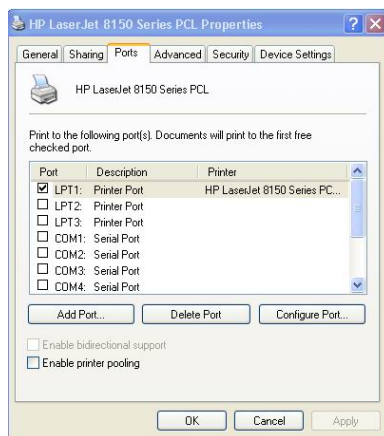 HP LaserJet 8150 Series PCL Properties
General Sharing Ports Advanced Security Device Settings
HP LaserJet 8150 Series PCL
Print to the following port(s). Documents will print to the first free
checked port.
Port Description Printer
LPT1: Printer Port HP LaserJet 8150 Series PC...
LPT2: Printer Port
LPT3: Printer Port
COM1: Serial Port
COM2: Serial Port
COM3: Serial Port
COM4: Serial Port
Add Port... Delete Port Configure Port...
Enable bidirectional support
Enable printer pooling
OK Cancel Apply